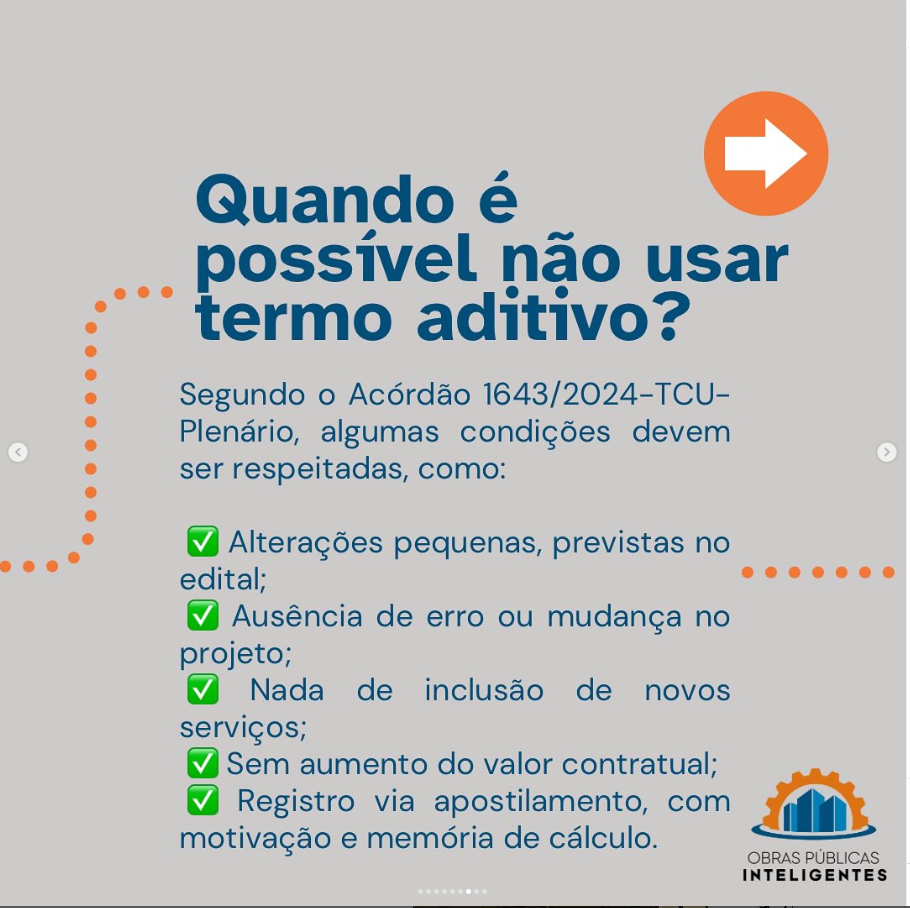 Quando é
possível não usar
termo aditivo?
Segundo o Acórdão 1643/2024-TCU-
Plenário, algumas condições devem
ser respeitadas, como:
✅ Alterações pequenas, previstas no
edital;
✅ Ausência de erro ou mudança no
projeto;
✅ Nada de inclusão de novos
serviços;
✅ Sem aumento do valor contratual;
✅ Registro via apostilamento, com
motivação e memória de cálculo.
OBRAS PÚBLICAS
INTELIGENTES